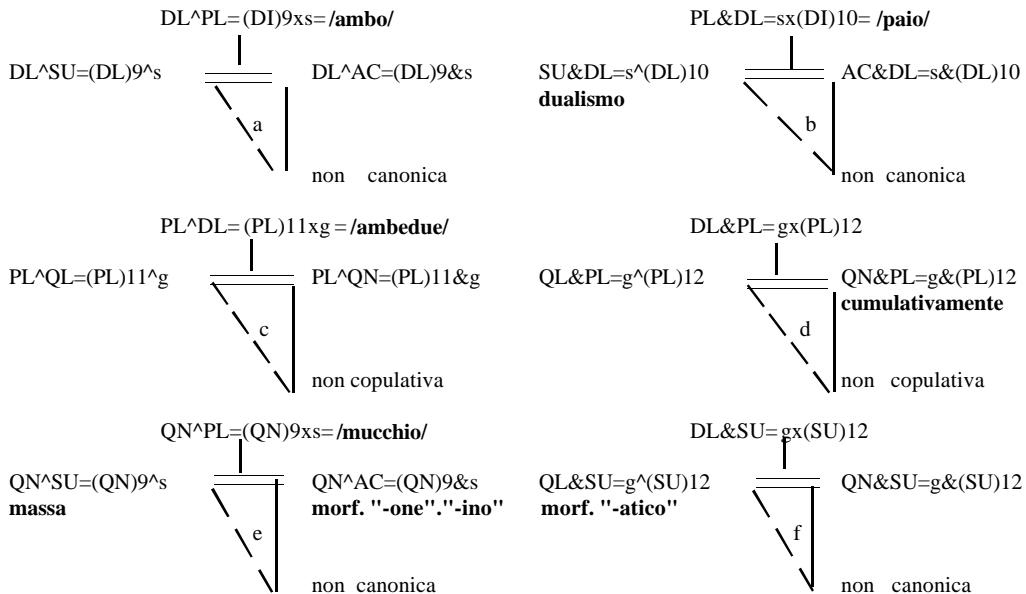 DL^PL=(DI)9xs=/ambo/ PL&DL=sx(DI)10= /paio/
DL^SU=(DL)9^s DL^AC=(DL)9&s SU&DL=s^(DL)10 AC&DL=s&(DL)10
dualismo
a b
non canonica non canonica
PL^DL=(PL)11xg=/ambedue/ DL&PL=gx(PL)12
PL^QL=(PL)11^g PL^QN=(PL)11&g QL&PL=g^(PL)12 QN&PL=g&(PL)12
cumulativamente
c d
non copulativa non copulativa
QN^PL=(QN)9xs=/mucchio/ DL&SU=gx(SU)12
QN^SU=(QN)9^s QN^AC=(QN)9&s QL&SU=g^(SU)12 QN&SU=g&(SU)12
massa morf. "-one"."-ino" morf. "-atico"
e f
non canonica non canonica